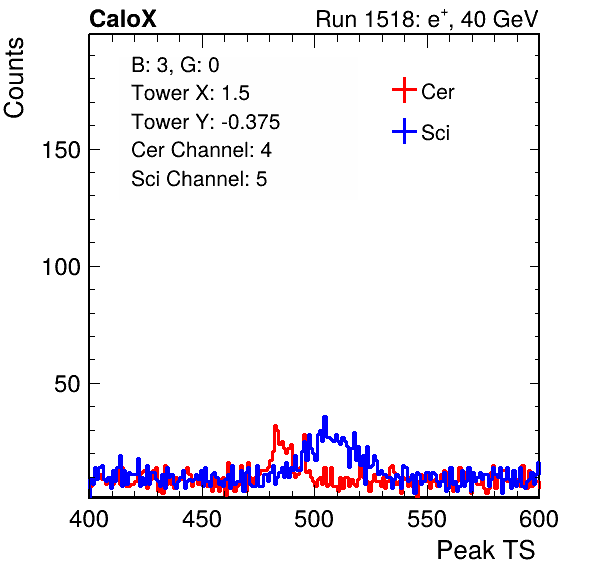 CaloX Run 1518: e⁺, 40 GeV
Counts
B: 3, G: 0
Tower X: 1.5
Tower Y: -0.375
Cer Channel: 4
Sci Channel: 5
Cer
Sci
150
100
50
400 450 500 550 600
Peak TS